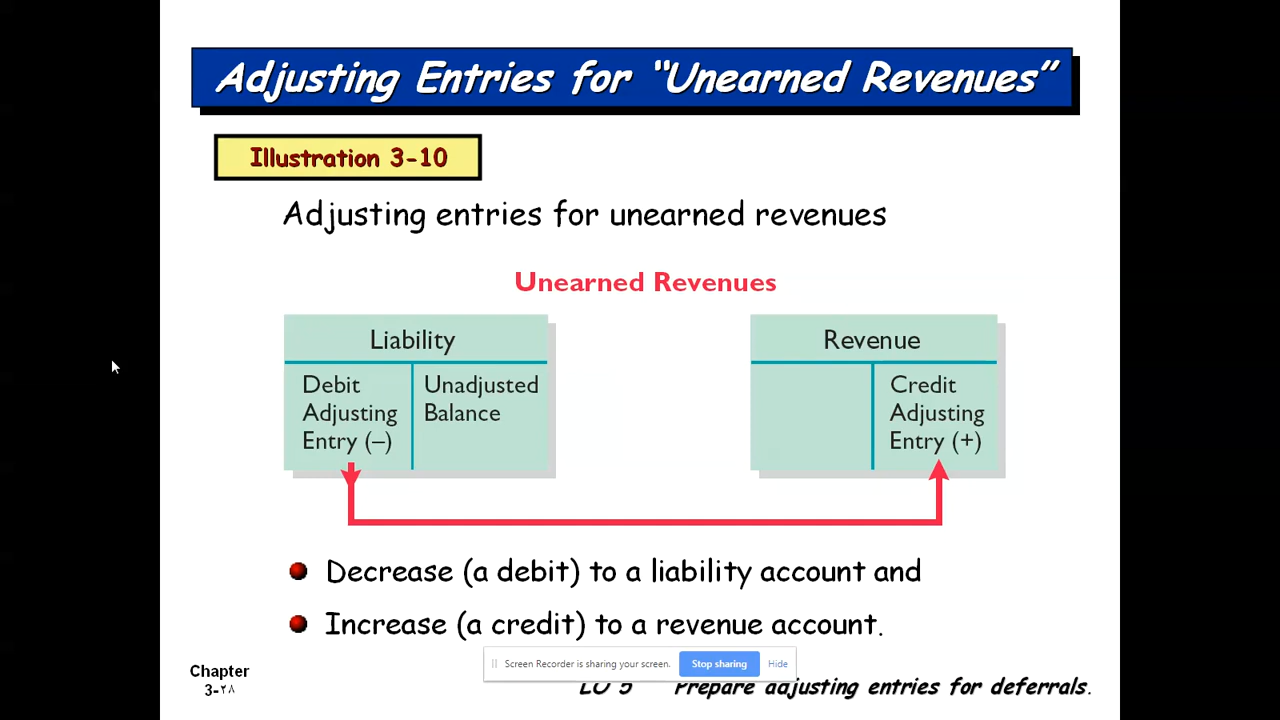 Adjusting Entries for “Unearned Revenues”
Illustration 3-10
Adjusting entries for unearned revenues
Unearned Revenues
Liability
Debit
Adjusting
Entry (–)
Unadjusted
Balance
Revenue
Credit
Adjusting
Entry (+)
Decrease (a debit) to a liability account and
Increase (a credit) to a revenue account.
Screen Recorder is sharing your screen. Stop sharing Hide
Chapter
3-٢٨
LO 5 Prepare adjusting entries for deferrals.